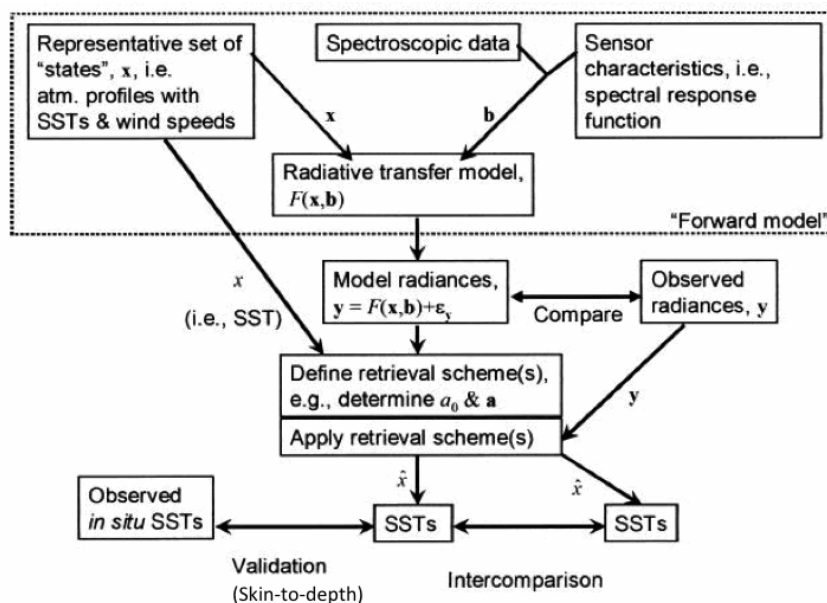 Representative set of
“states”, x, i.e.
atm. profiles with
SSTs & wind speeds
Spectroscopic data
Sensor
characteristics, i.e.,
spectral response
function
x
b
Radiative transfer model,
F(x,b)
“Forward model”
x
(i.e., SST)
Model radiances,
y = F(x,b)+εy
Compare
Observed
radiances, y
Define retrieval scheme(s),
e.g., determine a0 & a
y
Apply retrieval scheme(s)
x̂
x̂
Observed
in situ SSTs
SSTs
SSTs
Validation
(Skin-to-depth)
Intercomparison